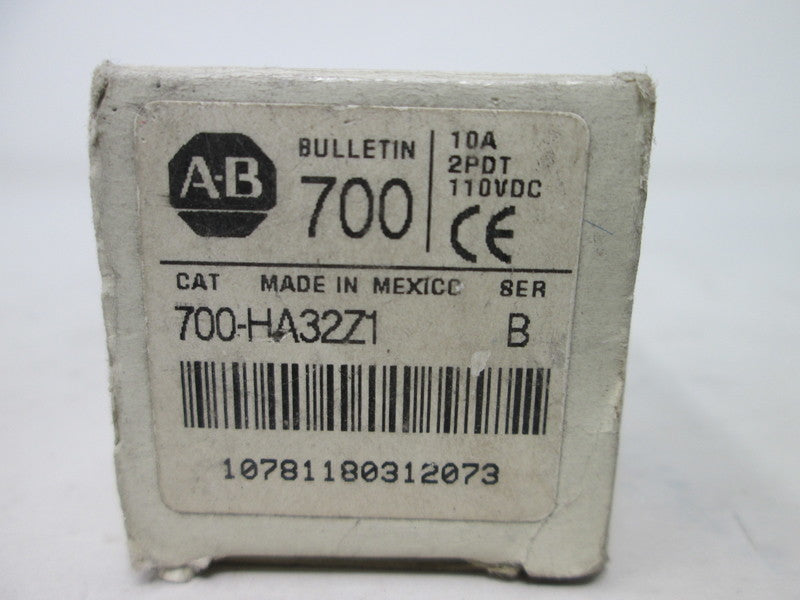 A-B
BULLETIN
700
10A
2PDT
110VDC
CE
CAT MADE IN MEXICO SER
700-HA32Z1 B
10781180312073